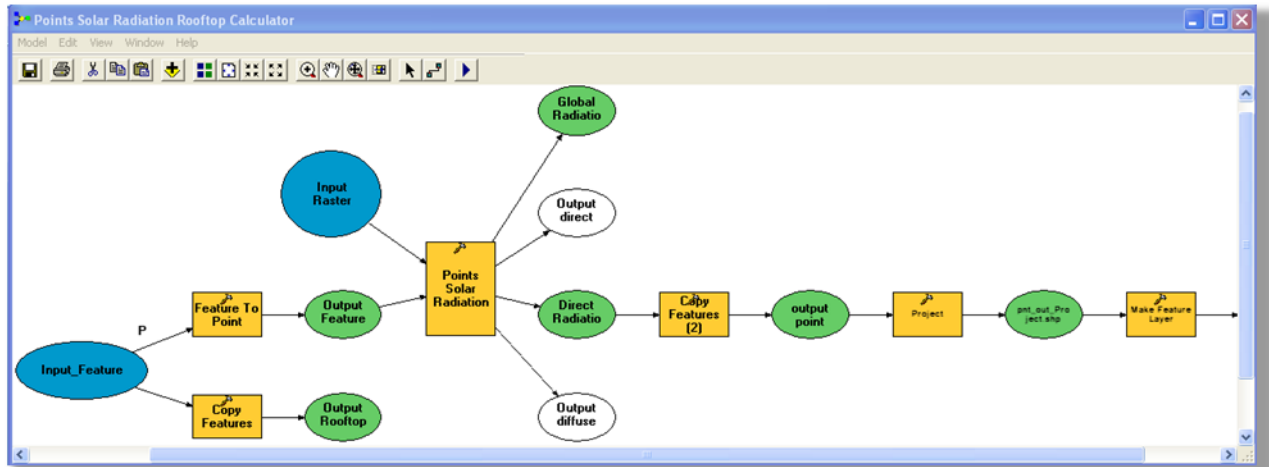 Points Solar Radiation Rooftop Calculator
Model Edit View Window Help
Global
Radiatio
Input
Raster
Output
direct
Points
Solar
Radiation
Feature To
Point
Output
Feature
Direct
Radiatio
Copy
Features
(2)
output
point
Project
pnt_out_Pro
ject.shp
Make Feature
Layer
P
Input_Feature
Copy
Features
Output
Rooftop
Output
diffuse